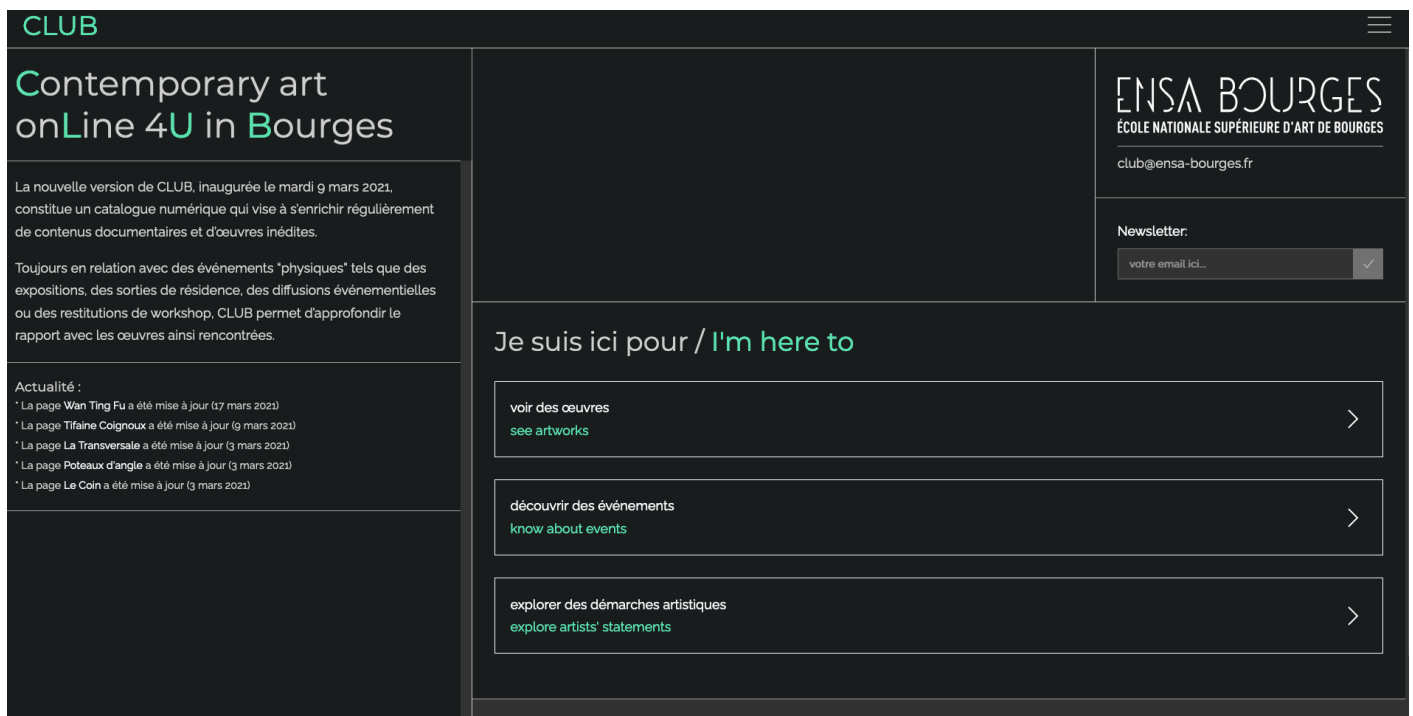 CLUB
Contemporary art
onLine 4U in Bourges
La nouvelle version de CLUB, inaugurée le mardi 9 mars 2021,
constitue un catalogue numérique qui vise à s'enrichir régulièrement
de contenus documentaires et d'œuvres inédites.
Toujours en relation avec des événements "physiques" tels que des
expositions, des sorties de résidence, des diffusions événementielles
ou des restitutions de workshop, CLUB permet d'approfondir le
rapport avec les œuvres ainsi rencontrées.
Actualité :
* La page Wan Ting Fu a été mise à jour (17 mars 2021)
* La page Tifaine Coignoux a été mise à jour (9 mars 2021)
* La page La Transversale a été mise à jour (3 mars 2021)
* La page Poteaux d'angle a été mise à jour (3 mars 2021)
* La page Le Coin a été mise à jour (3 mars 2021)
ENSA BOURGES
ÉCOLE NATIONALE SUPÉRIEURE D'ART DE BOURGES
club@ensa-bourges.fr
Newsletter:
votre email ici...
Je suis ici pour / I'm here to
voir des œuvres
see artworks
découvrir des événements
know about events
explorer des démarches artistiques
explore artists' statements